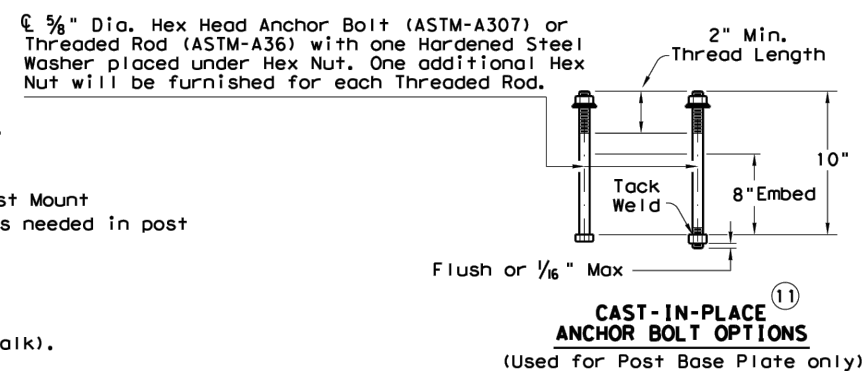 ℄ 5/8" Dia. Hex Head Anchor Bolt (ASTM-A307) or
Threaded Rod (ASTM-A36) with one Hardened Steel
Washer placed under Hex Nut. One additional Hex
Nut will be furnished for each Threaded Rod.
2" Min.
Thread Length
10"
st Mount
s needed in post
Tack
Weld
8"Embed
Flush or 1/16" Max
alk).
CAST-IN-PLACE 11
ANCHOR BOLT OPTIONS
(Used for Post Base Plate only)